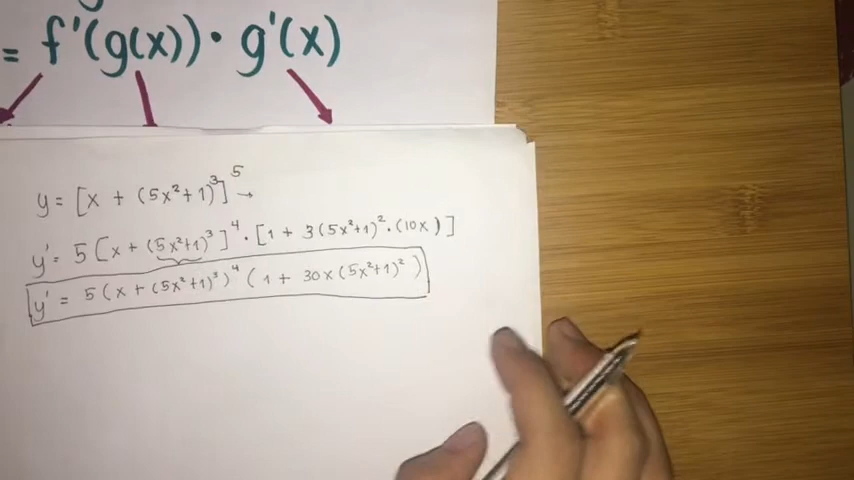 = f'(g(x)) • g'(x)
y = [x + (5x²+1)³]⁵ →
y' = 5[x + (5x²+1)³]⁴ · [1 + 3(5x²+1)² · (10x)]
y' = 5(x + (5x²+1)³)⁴ (1 + 30x(5x²+1)²)